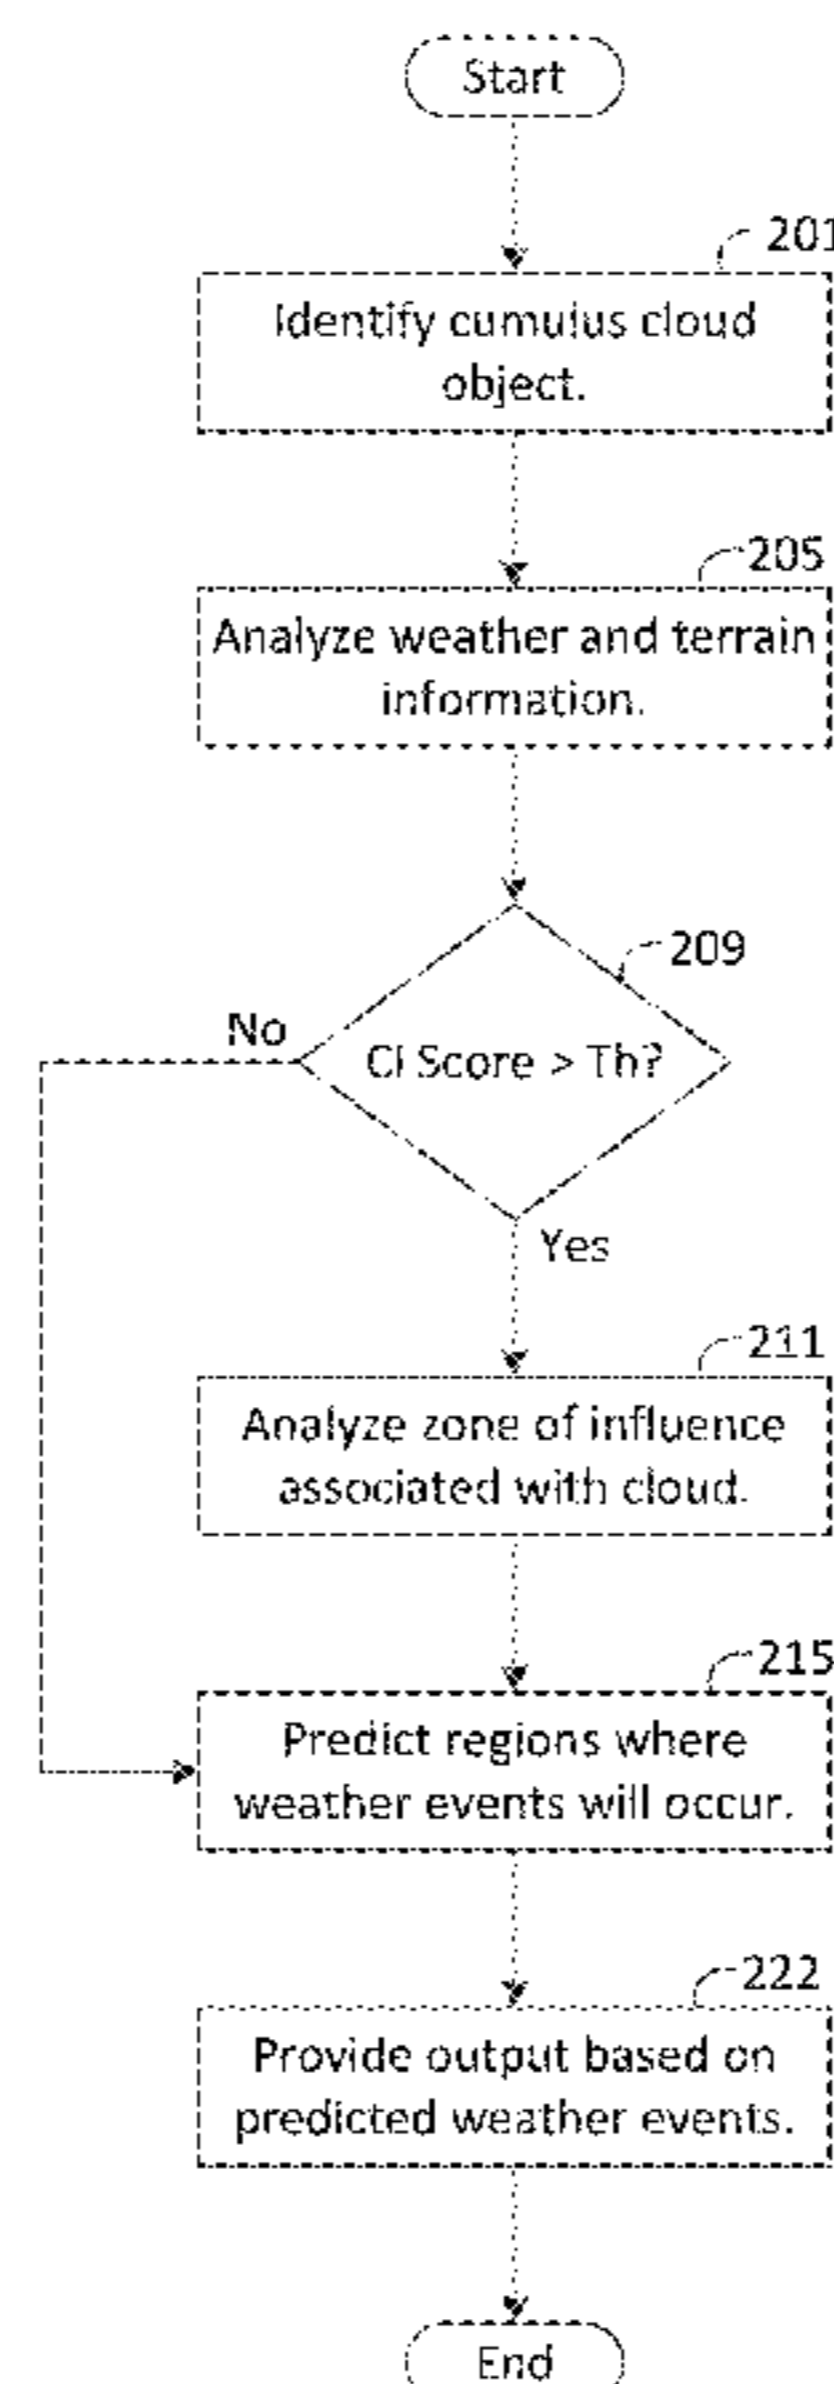 Start
201
Identify cumulus cloud
object.
205
Analyze weather and terrain
information.
209
No
CI Score > Th?
Yes
211
Analyze zone of influence
associated with cloud.
215
Predict regions where
weather events will occur.
222
Provide output based on
predicted weather events.
End